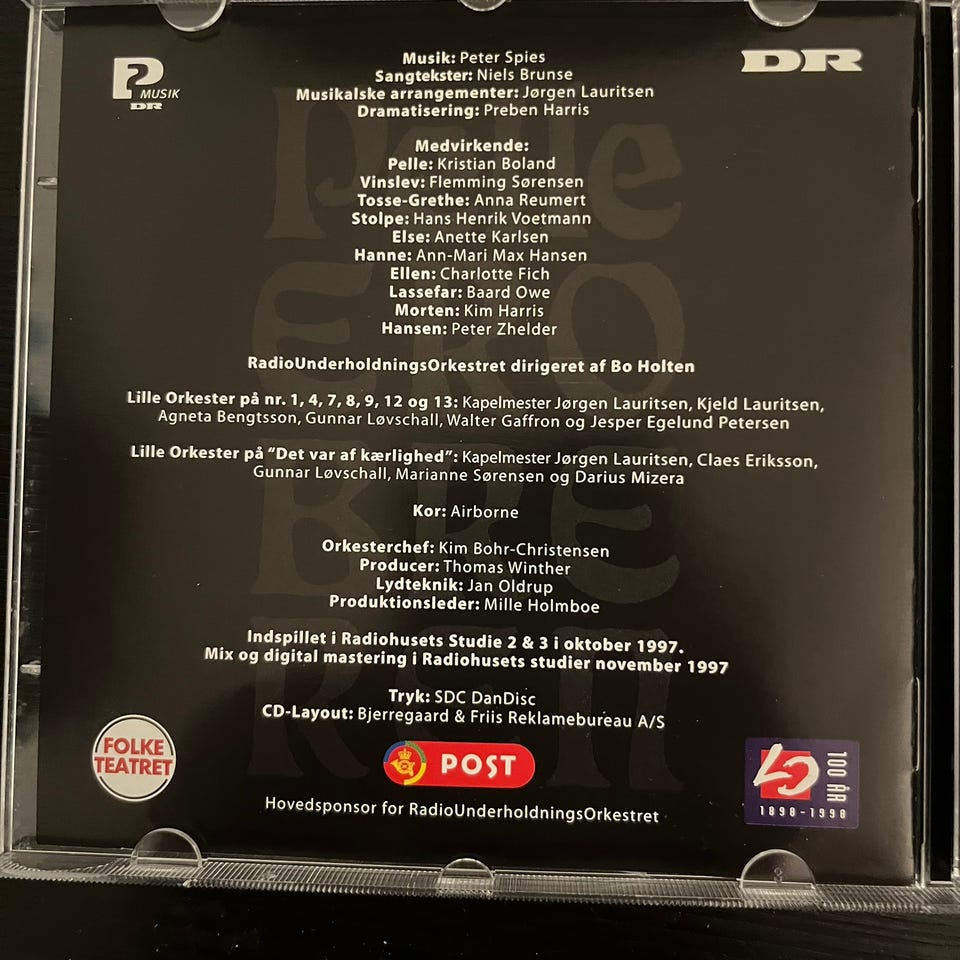 P2
MUSIK
DR
DR
Musik: Peter Spies
Sangtekster: Niels Brunse
Musikalske arrangementer: Jørgen Lauritsen
Dramatisering: Preben Harris
Medvirkende:
Pelle: Kristian Boland
Vinslev: Flemming Sørensen
Tosse-Grethe: Anna Reumert
Stolpe: Hans Henrik Voetmann
Else: Anette Karlsen
Hanne: Ann-Mari Max Hansen
Ellen: Charlotte Fich
Lassefar: Baard Owe
Morten: Kim Harris
Hansen: Peter Zhelder
RadioUnderholdningsOrkestret dirigeret af Bo Holten
Lille Orkester på nr. 1, 4, 7, 8, 9, 12 og 13: Kapelmester Jørgen Lauritsen, Kjeld Lauritsen,
Agneta Bengtsson, Gunnar Løvschall, Walter Gaffron og Jesper Egelund Petersen
Lille Orkester på "Det var af kærlighed": Kapelmester Jørgen Lauritsen, Claes Eriksson,
Gunnar Løvschall, Marianne Sørensen og Darius Mizera
Kor: Airborne
Orkesterchef: Kim Bohr-Christensen
Producer: Thomas Winther
Lydteknik: Jan Oldrup
Produktionsleder: Mille Holmboe
Indspillet i Radiohusets Studie 2 & 3 i oktober 1997.
Mix og digital mastering i Radiohusets studier november 1997
Tryk: SDC DanDisc
CD-Layout: Bjerregaard & Friis Reklamebureau A/S
FOLKE
TEATRET
POST
Hovedsponsor for RadioUnderholdningsOrkestret
LO
100 ÅR
1898-1998
Pelle
ERO
BRE
REN